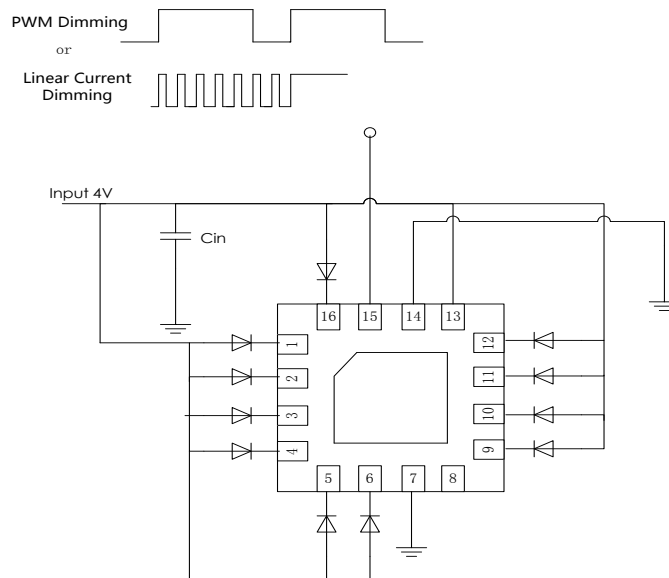 PWM Dimming
or
Linear Current
Dimming
Input 4V
Cin
16 15 14 13
1
2
3
4
12
11
10
9
5 6 7 8